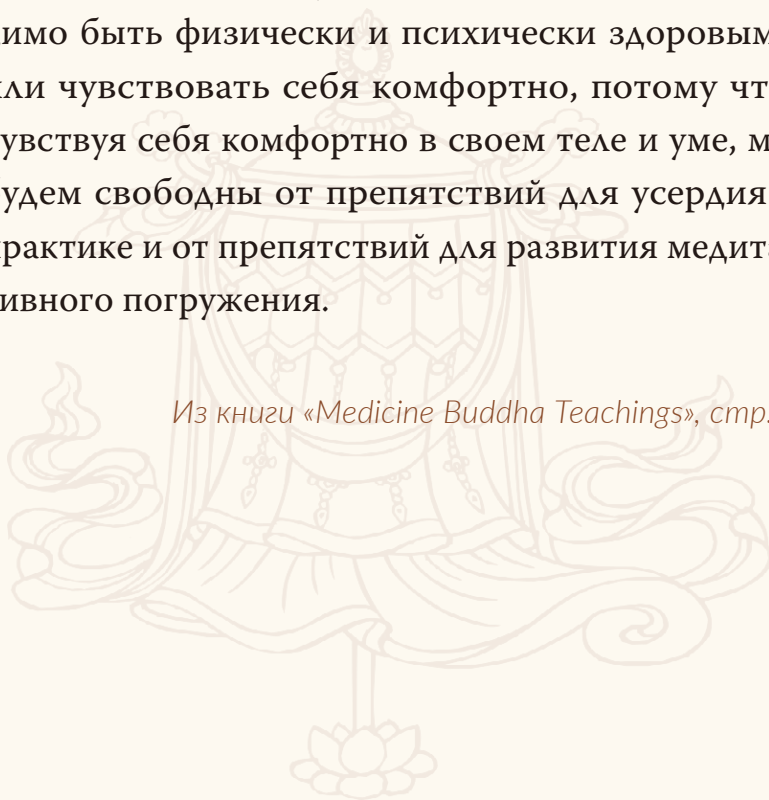 имо быть физически и психически здоровым
или чувствовать себя комфортно, потому чт
увствуя себя комфортно в своем теле и уме, м
удем свободны от препятствий для усердия
рактике и от препятствий для развития медит
ивного погружения.
Из книги «Medicine Buddha Teachings», стр.